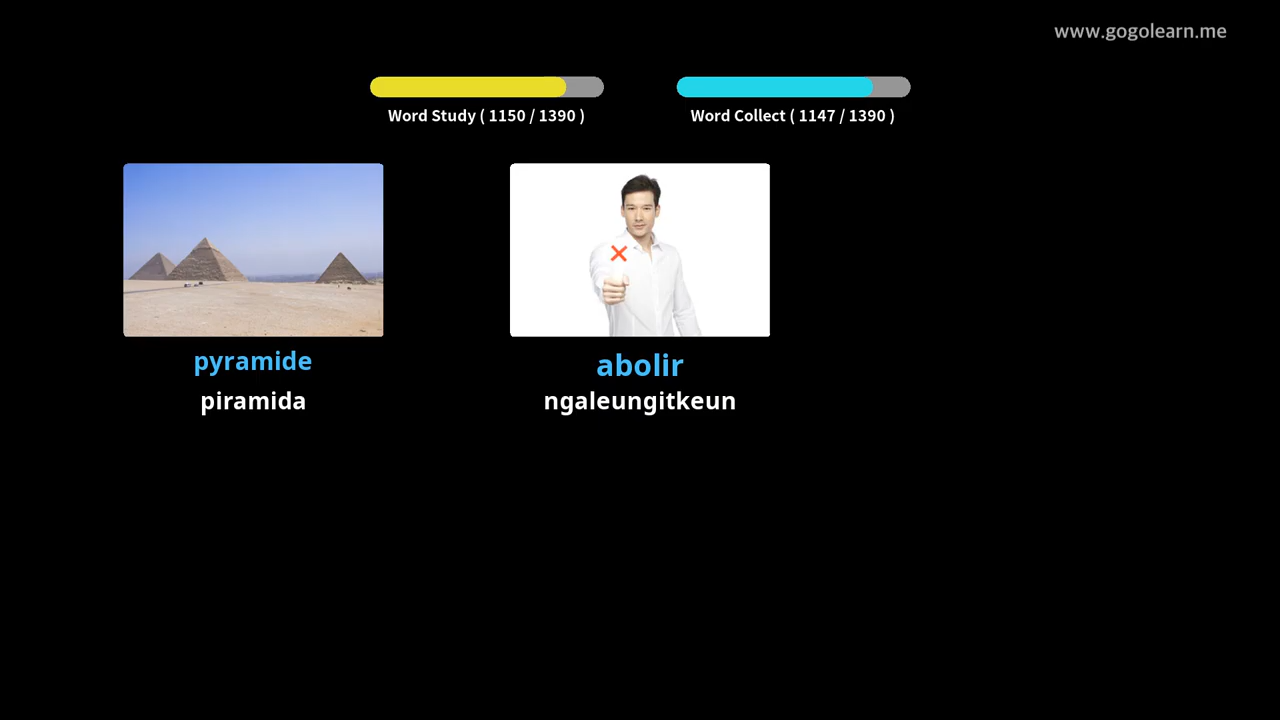 www.gogolearn.me
Word Study ( 1150 / 1390 )
Word Collect ( 1147 / 1390 )
pyramide
piramida
abolir
ngaleungitkeun